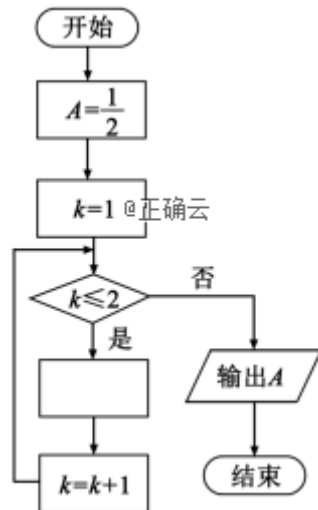 开始
A=1/2
k=1
@正确云
k≤2
否
是
输出A
k=k+1
结束